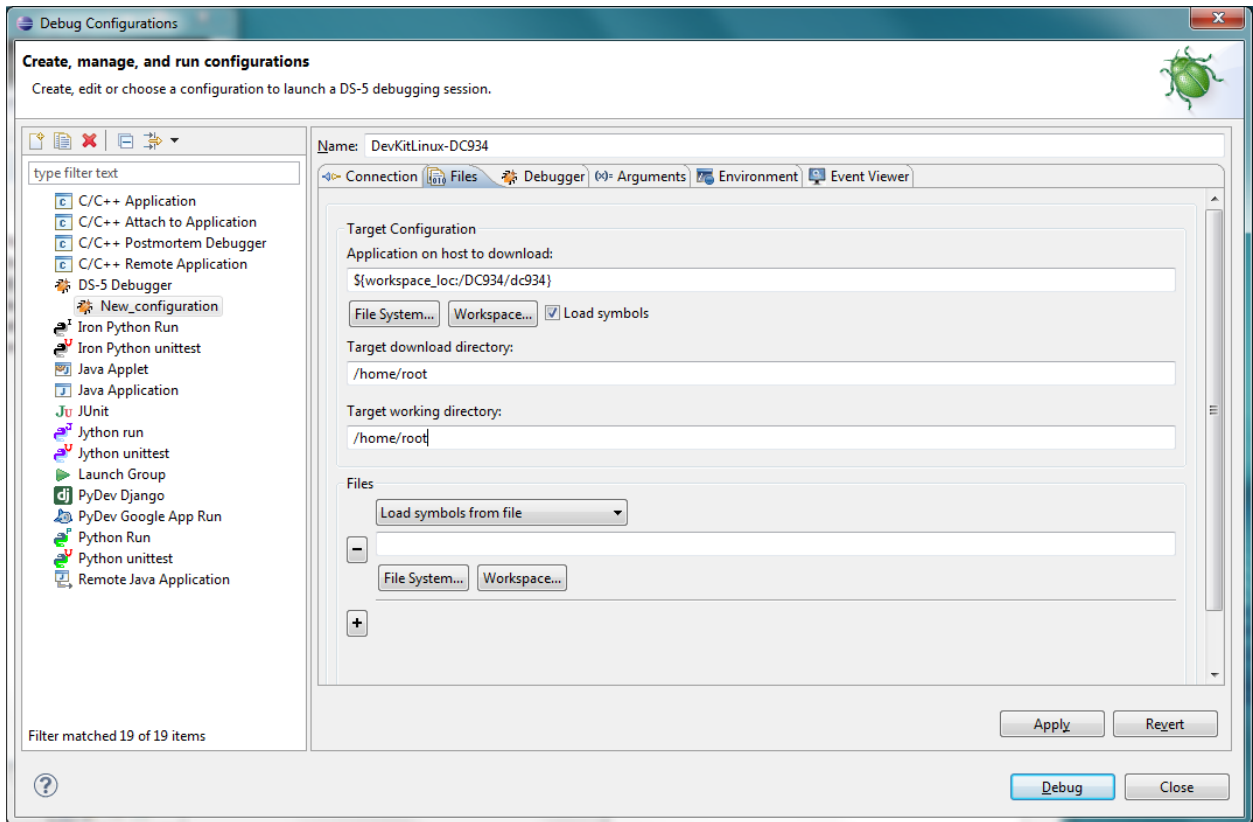 Debug Configurations
X
Create, manage, and run configurations
Create, edit or choose a configuration to launch a DS-5 debugging session.
type filter text
C/C++ Application
C/C++ Attach to Application
C/C++ Postmortem Debugger
C/C++ Remote Application
DS-5 Debugger
New_configuration
Iron Python Run
Iron Python unittest
Java Applet
Java Application
JUnit
Jython run
Jython unittest
Launch Group
PyDev Django
PyDev Google App Run
Python Run
Python unittest
Remote Java Application
Filter matched 19 of 19 items
Name: DevKitLinux-DC934
Connection Files Debugger Arguments Environment Event Viewer
Target Configuration
Application on host to download:
${workspace_loc:/DC934/dc934}
File System... Workspace... Load symbols
Target download directory:
/home/root
Target working directory:
/home/root
Files
Load symbols from file
File System... Workspace...
Apply Revert
Debug Close